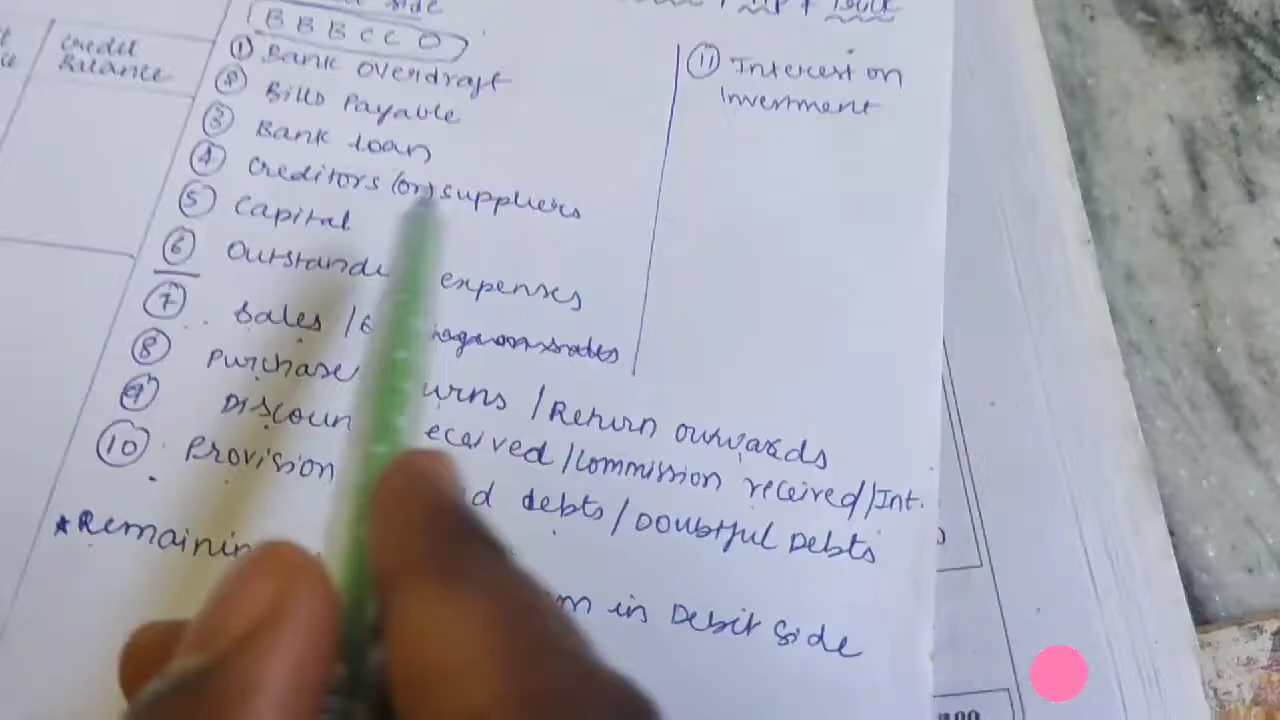 side
B B B C C O
Credit
Balance
① Bank overdraft
② Bills Payable
③ Bank loan
④ Creditors (or) suppliers
⑤ Capital
⑥ Outstandi expenses
⑦ Sales /
⑧ Purchase urns / Return outwards
⑨ Discoun eceived / Commission received / Int.
⑩ Provision d debts / Doubtful Debts
*Remainin
m in Debit side
⑪ Interest on
Investment